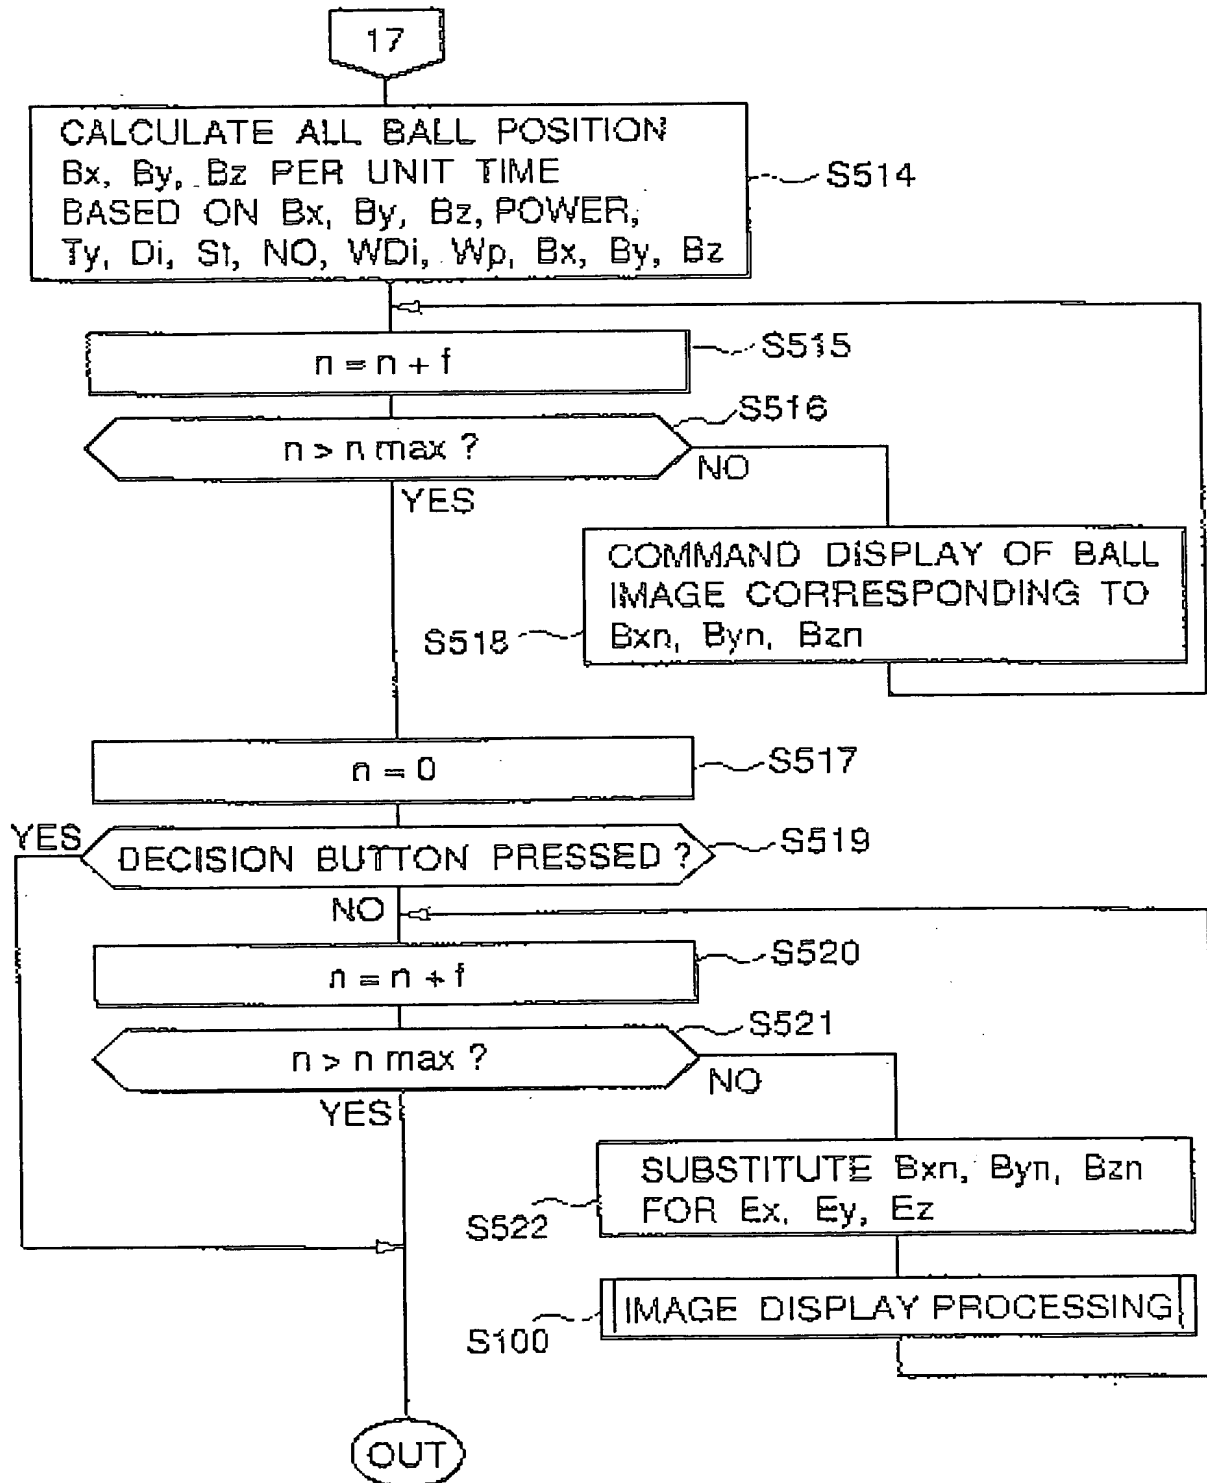 17
CALCULATE ALL BALL POSITION
Bx, By, Bz PER UNIT TIME
BASED ON Bx, By, Bz, POWER,
Ty, Di, St, NO, WDi, Wp, Bx, By, Bz
S514
n = n + f
S515
n > n max ?
S516
NO
YES
COMMAND DISPLAY OF BALL
IMAGE CORRESPONDING TO
Bxn, Byn, Bzn
S518
n = 0
S517
YES
DECISION BUTTON PRESSED ?
S519
NO
n = n + f
S520
n > n max ?
S521
NO
YES
SUBSTITUTE Bxn, Byn, Bzn
FOR Ex, Ey, Ez
S522
IMAGE DISPLAY PROCESSING
S100
OUT